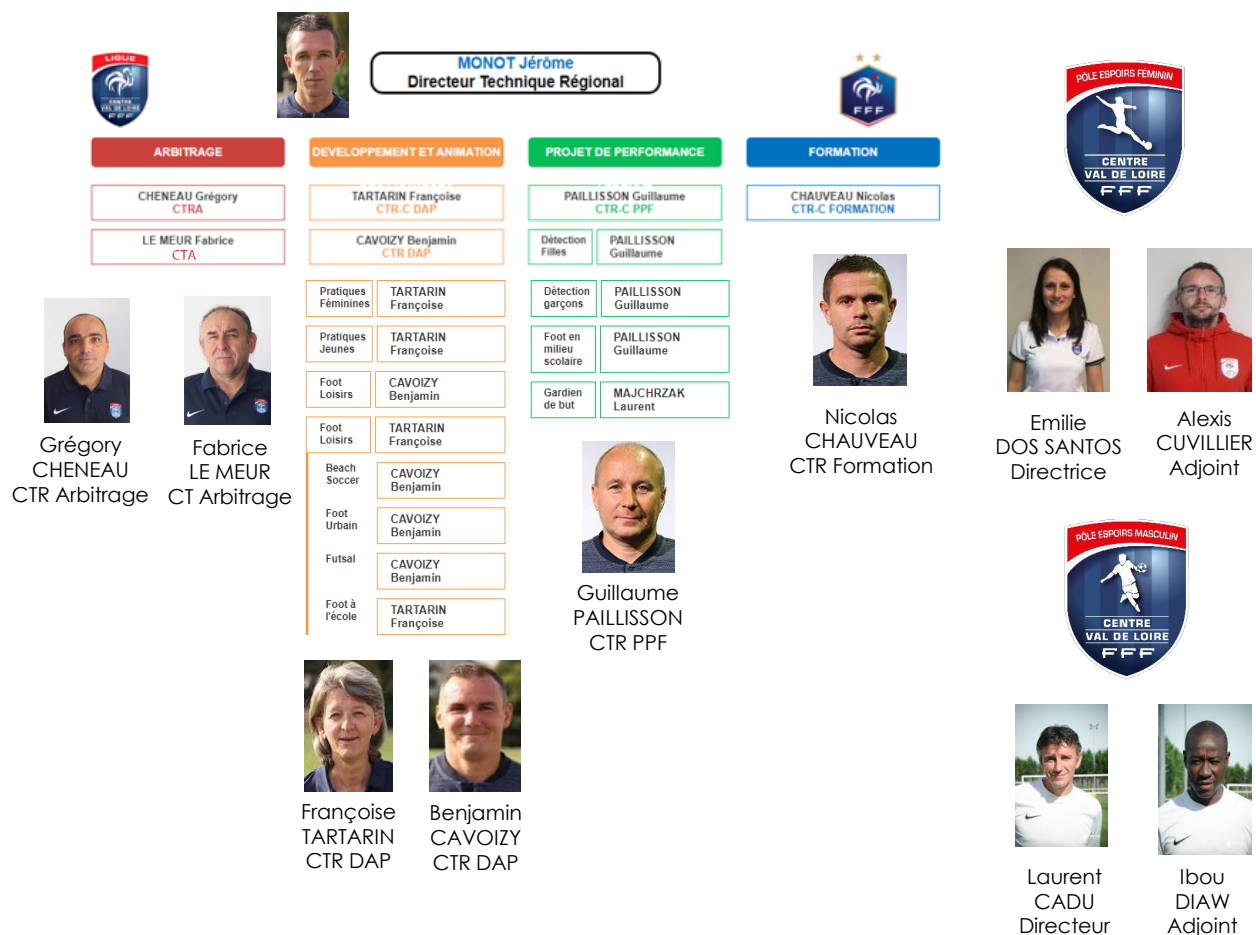 LIGUE
CENTRE
VAL DE LOIRE
FFF
MONOT Jérôme
Directeur Technique Régional
FFF
ARBITRAGE
CHENEAU Grégory
CTRA
LE MEUR Fabrice
CTA
Grégory
CHENEAU
CTR Arbitrage
Fabrice
LE MEUR
CT Arbitrage
DEVELOPPEMENT ET ANIMATION
TARTARIN Françoise
CTR-C DAP
CAVOIZY Benjamin
CTR DAP
Pratiques
Féminines
TARTARIN
Françoise
Pratiques
Jeunes
TARTARIN
Françoise
Foot
Loisirs
CAVOIZY
Benjamin
Foot
Loisirs
TARTARIN
Françoise
Beach
Soccer
CAVOIZY
Benjamin
Foot
Urbain
CAVOIZY
Benjamin
Futsal
CAVOIZY
Benjamin
Foot à
l'école
TARTARIN
Françoise
Françoise
TARTARIN
CTR DAP
Benjamin
CAVOIZY
CTR DAP
PROJET DE PERFORMANCE
PAILLISSON Guillaume
CTR-C PPF
Détection
Filles
PAILLISSON
Guillaume
Détection
garçons
PAILLISSON
Guillaume
Foot en
milieu
scolaire
PAILLISSON
Guillaume
Gardien
de but
MAJCHRZAK
Laurent
Guillaume
PAILLISSON
CTR PPF
FORMATION
CHAUVEAU Nicolas
CTR-C FORMATION
Nicolas
CHAUVEAU
CTR Formation
PÔLE ESPOIRS FÉMININ
CENTRE
VAL DE LOIRE
FFF
Emilie
DOS SANTOS
Directrice
Alexis
CUVILLIER
Adjoint
PÔLE ESPOIRS MASCULIN
CENTRE
VAL DE LOIRE
FFF
Laurent
CADU
Directeur
Ibou
DIAW
Adjoint